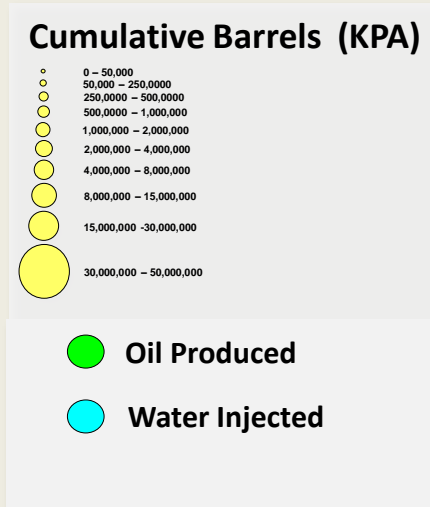 Cumulative Barrels (KPA)
0 – 50,000
50,000 – 250,0000
250,0000 – 500,0000
500,0000 – 1,000,000
1,000,000 – 2,000,000
2,000,000 – 4,000,000
4,000,000 – 8,000,000
8,000,000 – 15,000,000
15,000,000 -30,000,000
30,000,000 – 50,000,000
Oil Produced
Water Injected